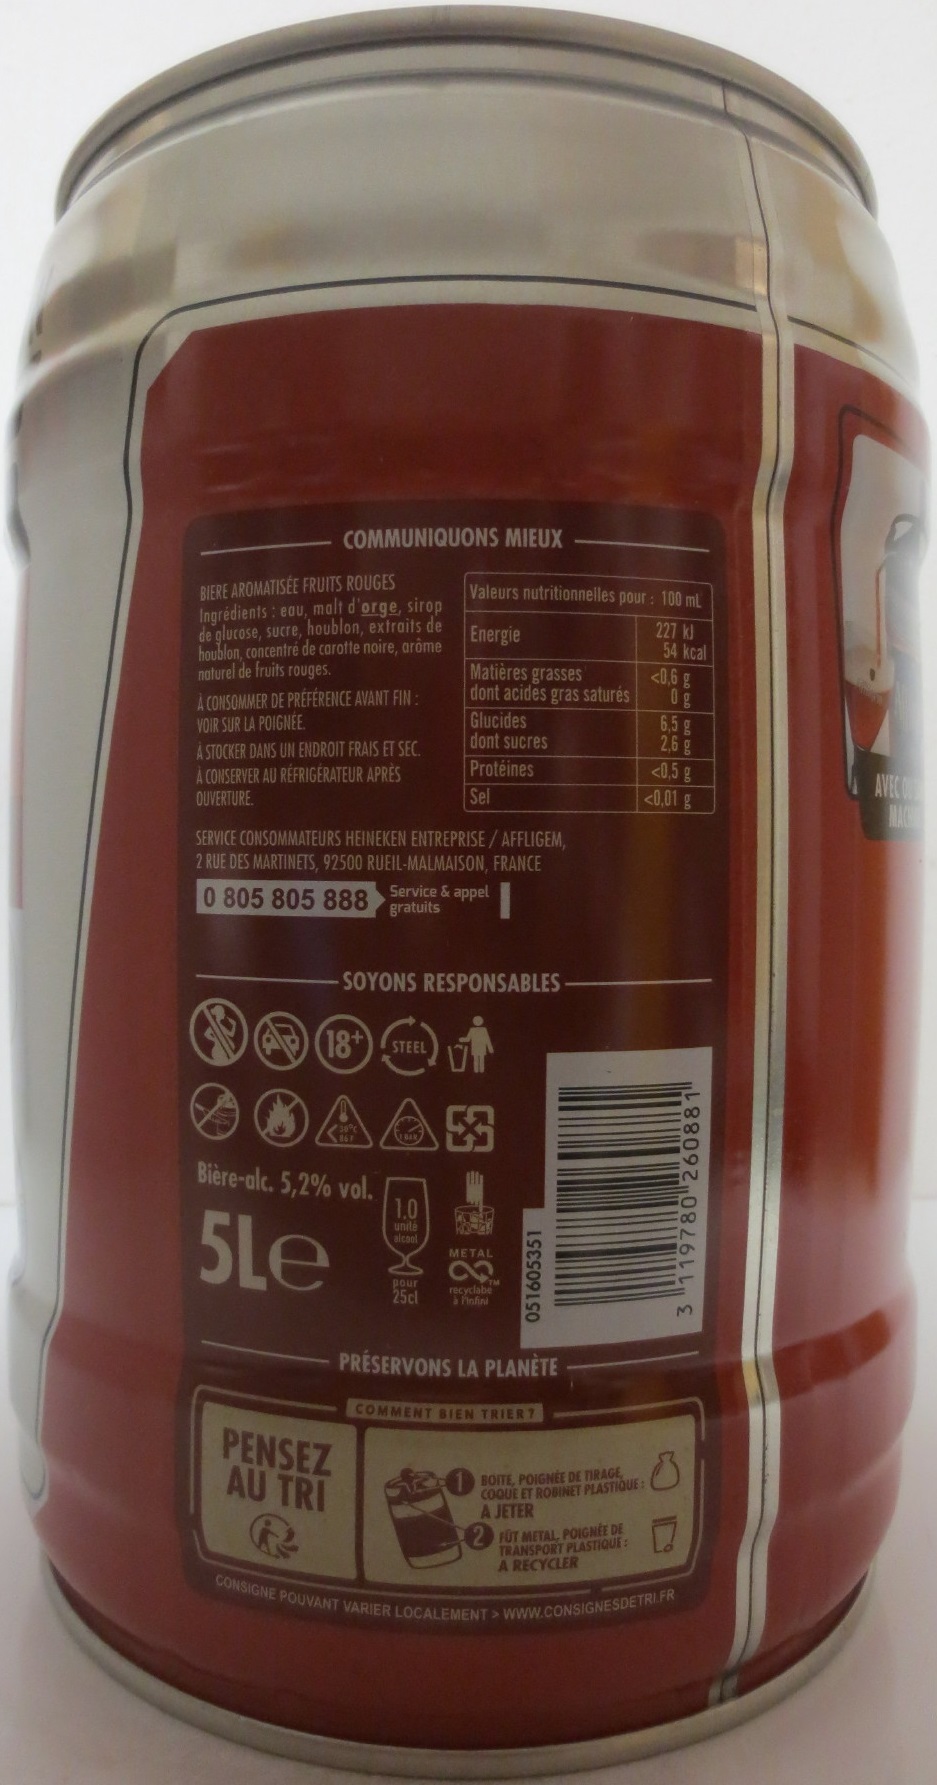 COMMUNIQUONS MIEUX
BIERE AROMATISÉE FRUITS ROUGES
Ingrédients : eau, malt d'orge, sirop
de glucose, sucre, houblon, extraits de
houblon, concentré de carotte noire, arôme
naturel de fruits rouges.
À CONSOMMER DE PRÉFÉRENCE AVANT FIN :
VOIR SUR LA POIGNÉE.
À STOCKER DANS UN ENDROIT FRAIS ET SEC.
À CONSERVER AU RÉFRIGÉRATEUR APRÈS
OUVERTURE.
Valeurs nutritionnelles pour : 100 mL
Energie 227 kJ
54 kcal
Matières grasses <0,6 g
dont acides gras saturés 0 g
Glucides 6,5 g
dont sucres 2,6 g
Protéines <0,5 g
Sel <0,01 g
SERVICE CONSOMMATEURS HEINEKEN ENTREPRISE / AFFLIGEM,
2 RUE DES MARTINETS, 92500 RUEIL-MALMAISON, FRANCE
0 805 805 888 Service & appel
gratuits
SOYONS RESPONSABLES
18+ STEEL
Bière-alc. 5,2% vol.
5L e
1.0
unité
alcool
pour
25cl
METAL
recyclable
à l'infini
051605351
3 119780 260881
PRÉSERVONS LA PLANÈTE
COMMENT BIEN TRIER ?
PENSEZ
AU TRI
1 BOITE, POIGNÉE DE TIRAGE,
COQUE ET ROBINET PLASTIQUE :
A JETER
2 FÛT METAL, POIGNÉE DE
TRANSPORT PLASTIQUE :
A RECYCLER
CONSIGNE POUVANT VARIER LOCALEMENT > WWW.CONSIGNESDETRI.FR
AVEC